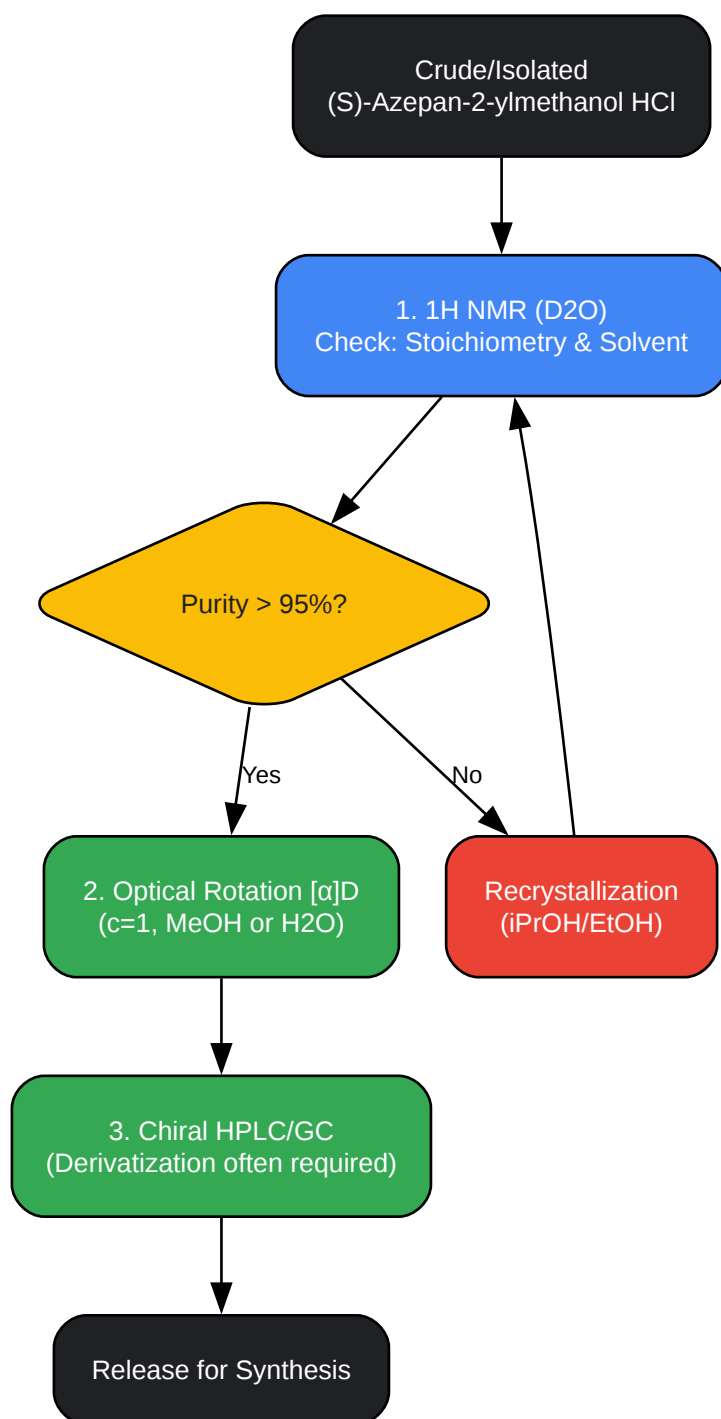 Crude/Isolated
(S)-Azepan-2-ylmethanol HCl
1. 1H NMR (D2O)
Check: Stoichiometry & Solvent
Purity > 95%?
Yes
No
2. Optical Rotation [α]D
(c=1, MeOH or H2O)
Recrystallization
(iPrOH/EtOH)
3. Chiral HPLC/GC
(Derivatization often required)
Release for Synthesis